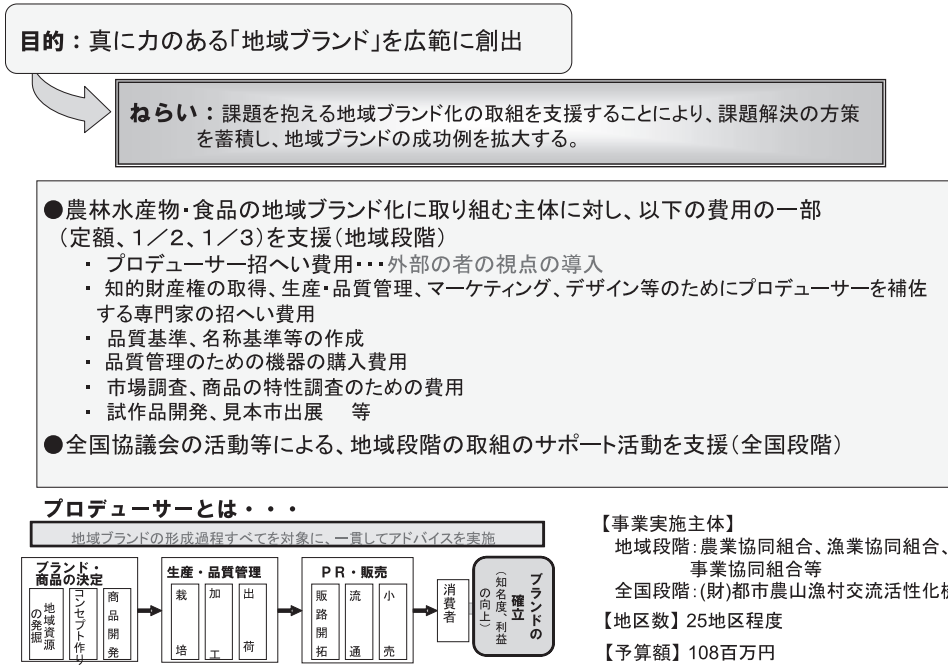 目的：真に力のある「地域ブランド」を広範に創出
ねらい：課題を抱える地域ブランド化の取組を支援することにより、課題解決の方策
を蓄積し、地域ブランドの成功例を拡大する。
●農林水産物・食品の地域ブランド化に取り組む主体に対し、以下の費用の一部
（定額、１／２、１／３）を支援（地域段階）
・ プロデューサー招へい費用・・・外部の者の視点の導入
・ 知的財産権の取得、生産・品質管理、マーケティング、デザイン等のためにプロデューサーを補佐
する専門家の招へい費用
・ 品質基準、名称基準等の作成
・ 品質管理のための機器の購入費用
・ 市場調査、商品の特性調査のための費用
・ 試作品開発、見本市出展　等
●全国協議会の活動等による、地域段階の取組のサポート活動を支援（全国段階）
プロデューサーとは・・・
地域ブランドの形成過程すべてを対象に、一貫してアドバイスを実施
ブランド・
商品の決定
地域資源
の発掘
コンセプト作り
商品開発
生産・品質管理
栽培
加工
出荷
ＰＲ・販売
販路開拓
流通
小売
消費者
ブランドの
確立
（知名度、利益
の向上）
【事業実施主体】
地域段階：農業協同組合、漁業協同組合、
事業協同組合等
全国段階：(財)都市農山漁村交流活性化
【地区数】 25地区程度
【予算額】 108百万円